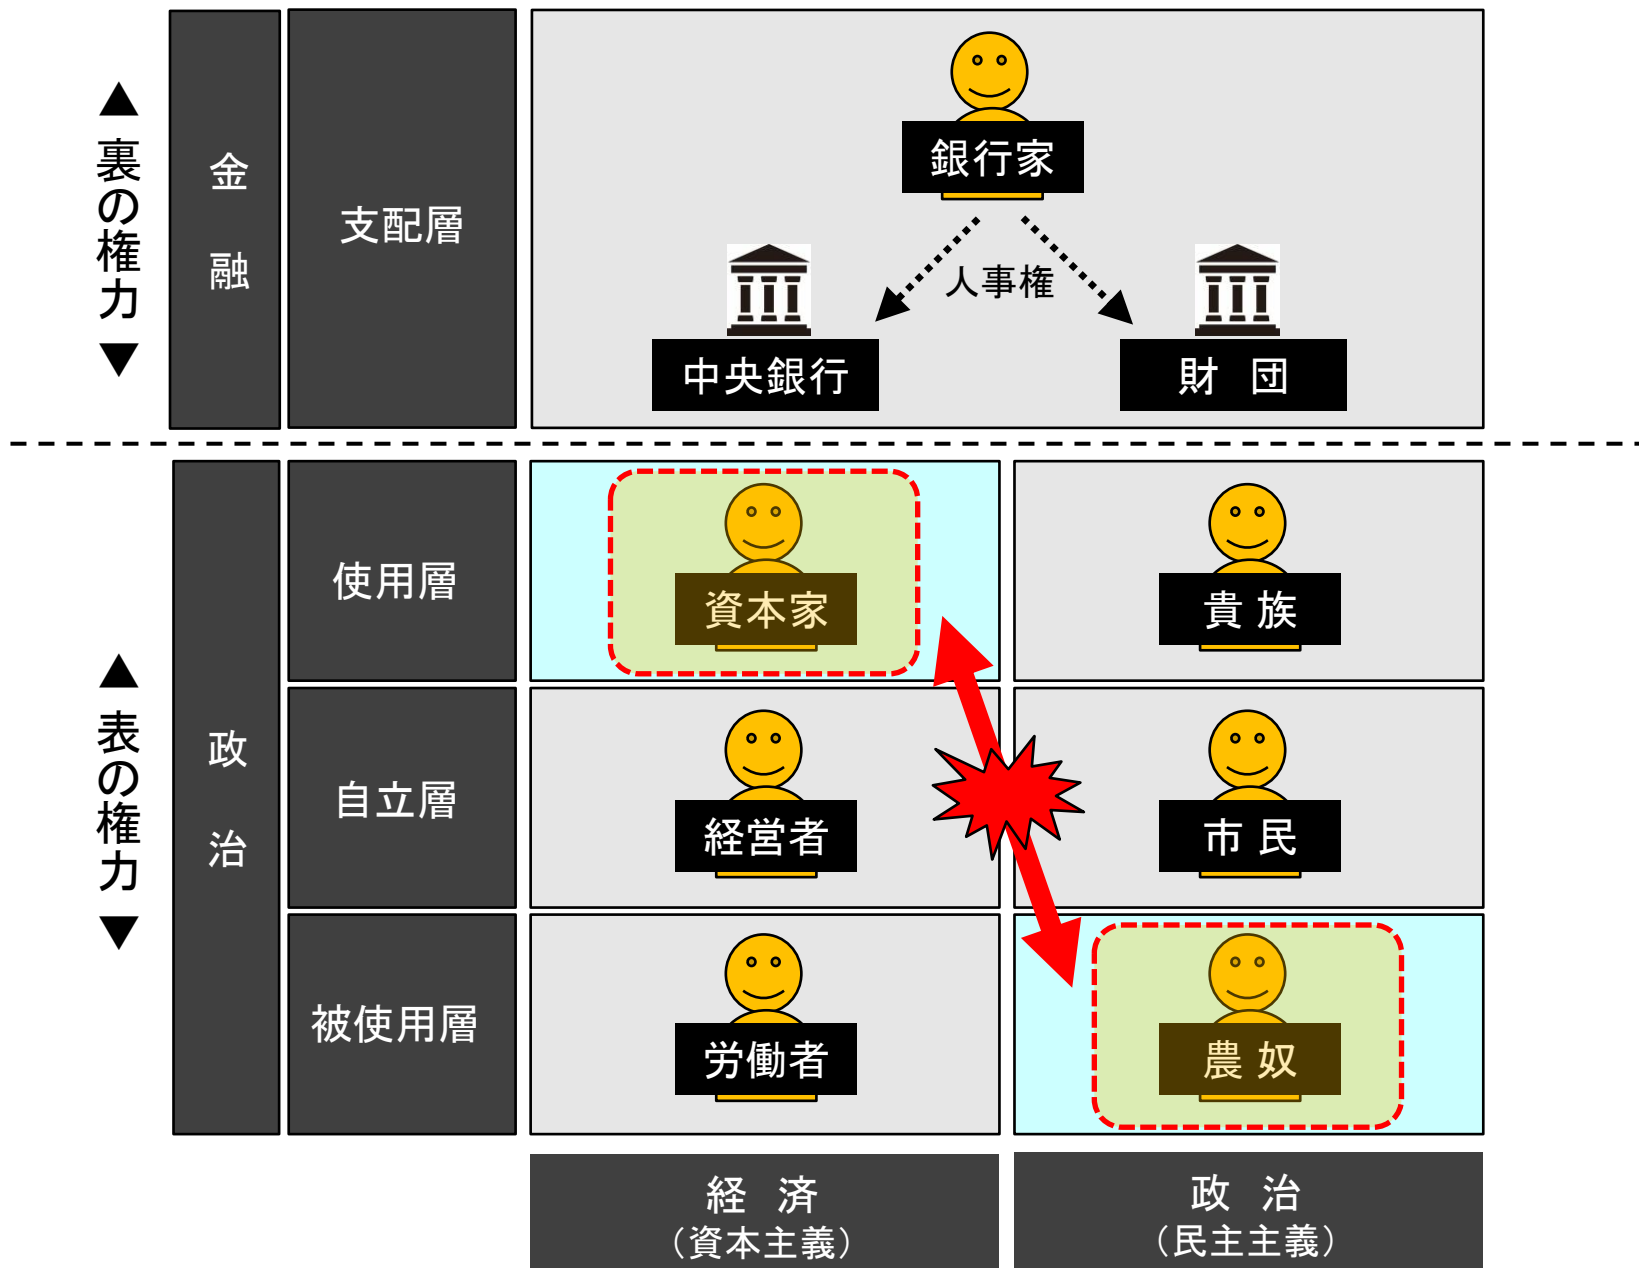 ▲裏の権力▼
金融
支配層
銀行家
人事権
中央銀行
財 団
▲表の権力▼
政治
使用層
資本家
貴 族
自立層
経営者
市 民
被使用層
労働者
農 奴
経 済
（資本主義）
政 治
（民主主義）